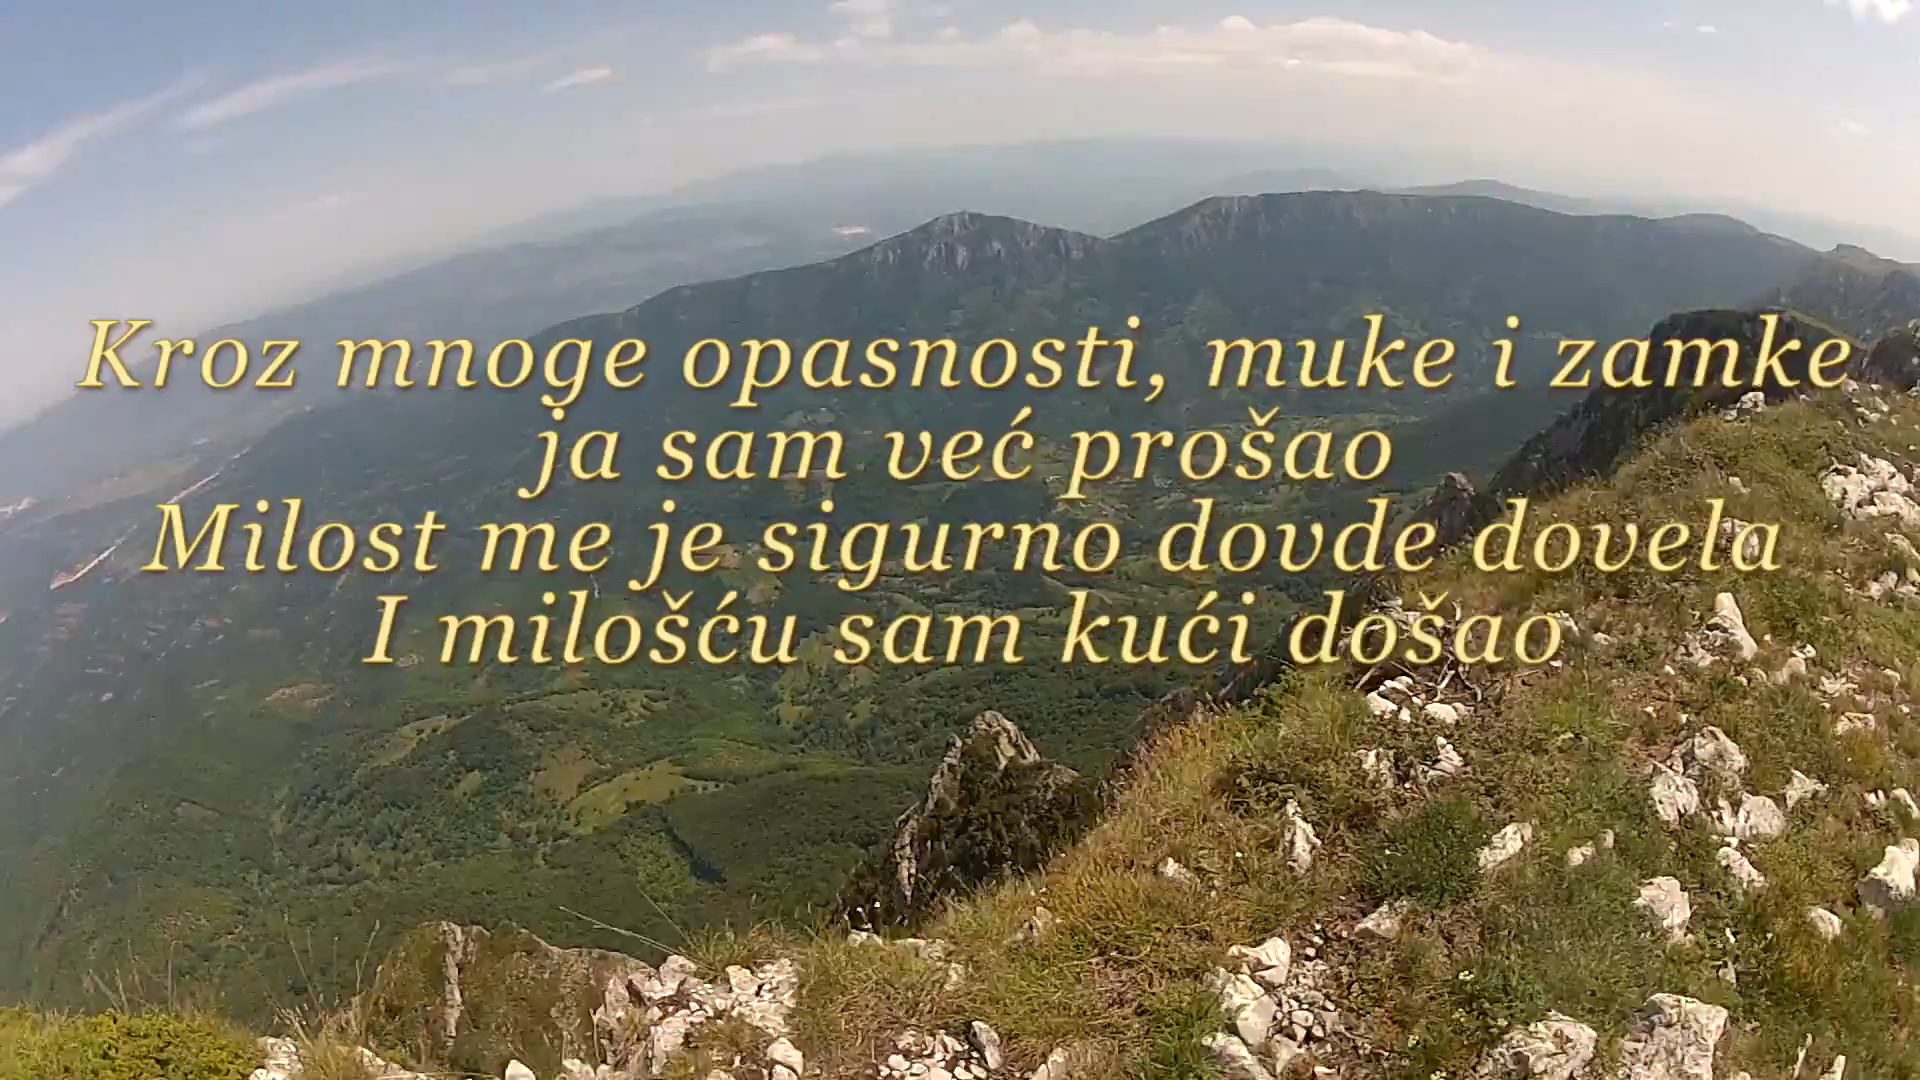 Kroz mnoge opasnosti, muke i zamke
ja sam već prošao
Milost me je sigurno dovde dovela
I milošću sam kući došao